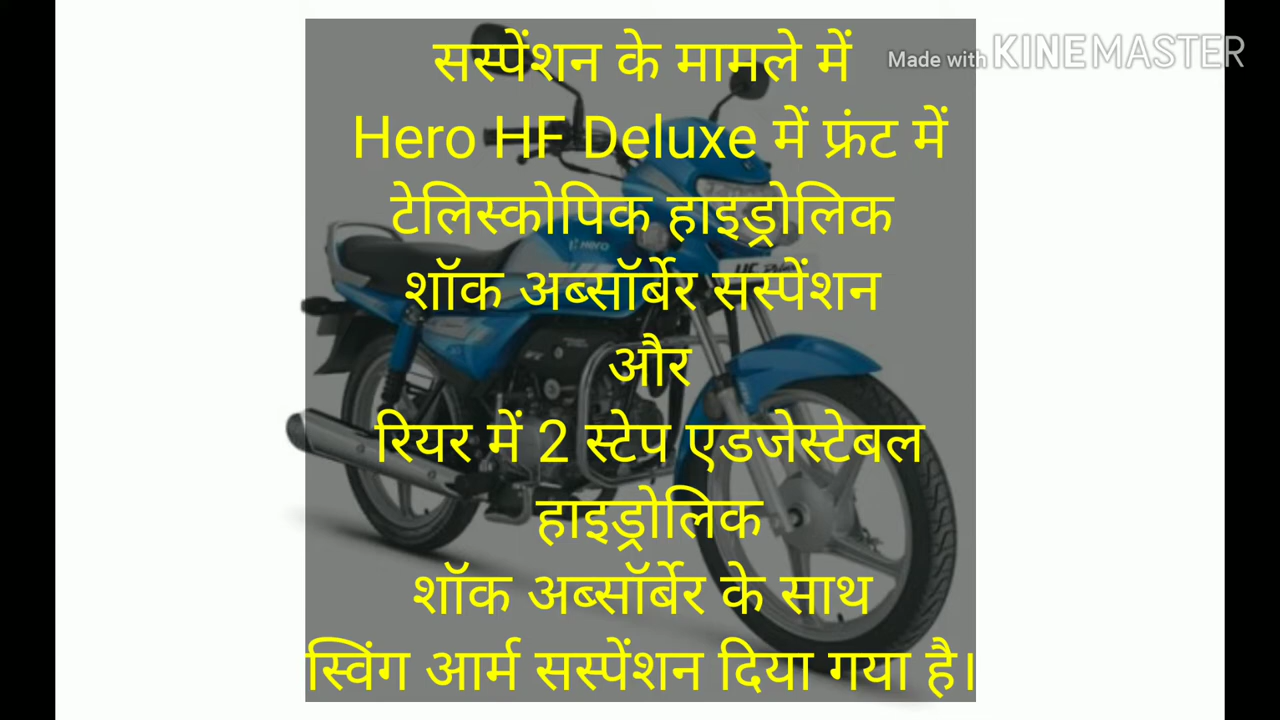 सस्पेंशन के मामले में
Made with KINEMASTER
Hero HF Deluxe में फ्रंट में
टेलिस्कोपिक हाइड्रोलिक
HERO
शॉक अब्सॉर्बेर सस्पेंशन
और
रियर में 2 स्टेप एडजेस्टेबल
हाइड्रोलिक
शॉक अब्सॉर्बेर के साथ
स्विंग आर्म सस्पेंशन दिया गया है।